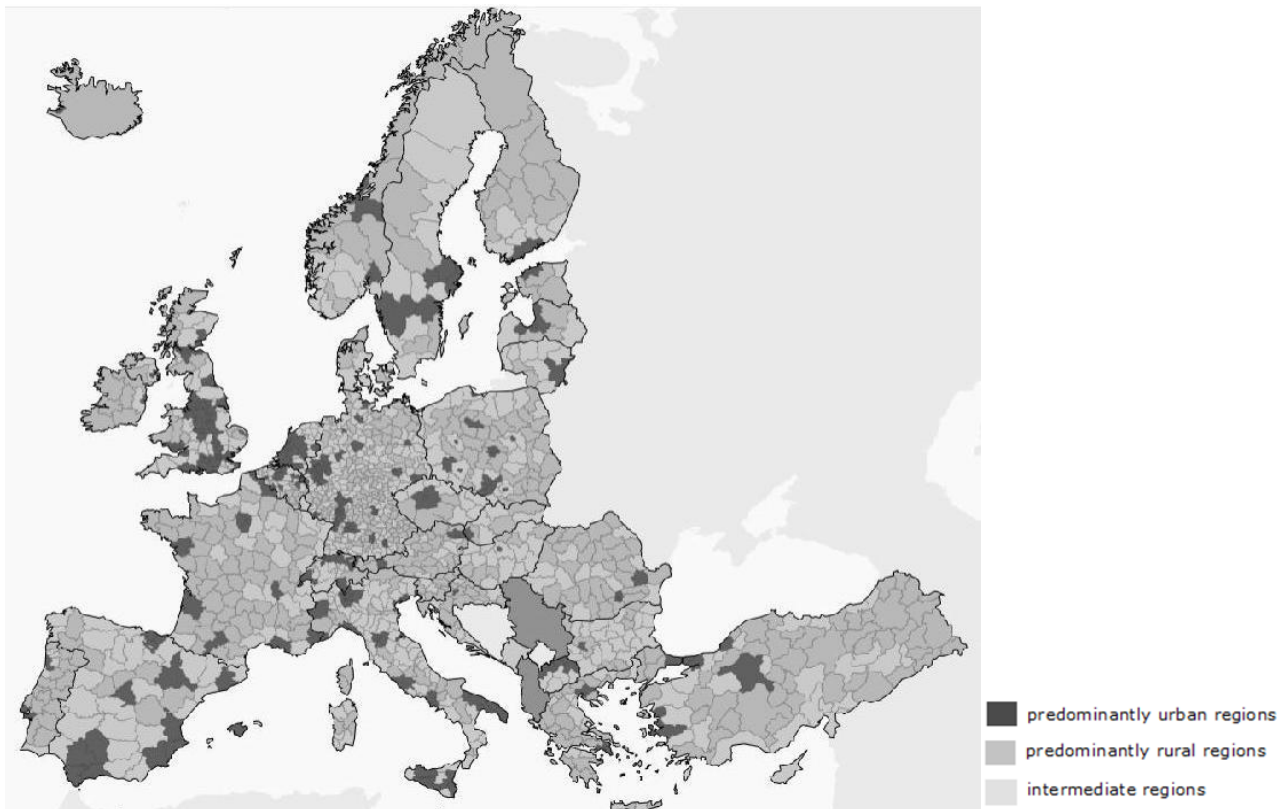 predominantly urban regions
predominantly rural regions
intermediate regions